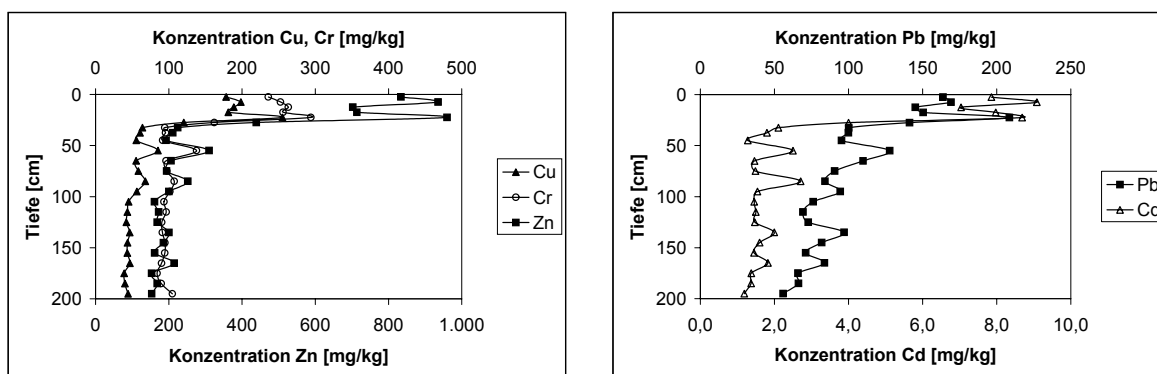 Konzentration Cu, Cr [mg/kg]
0 100 200 300 400 500
0
50
100
150
200
Tiefe [cm]
0 200 400 600 800 1.000
Konzentration Zn [mg/kg]
Cu
Cr
Zn
Konzentration Pb [mg/kg]
0 50 100 150 200 250
0
50
100
150
200
Tiefe [cm]
0,0 2,0 4,0 6,0 8,0 10,0
Konzentration Cd [mg/kg]
Pb
Cd